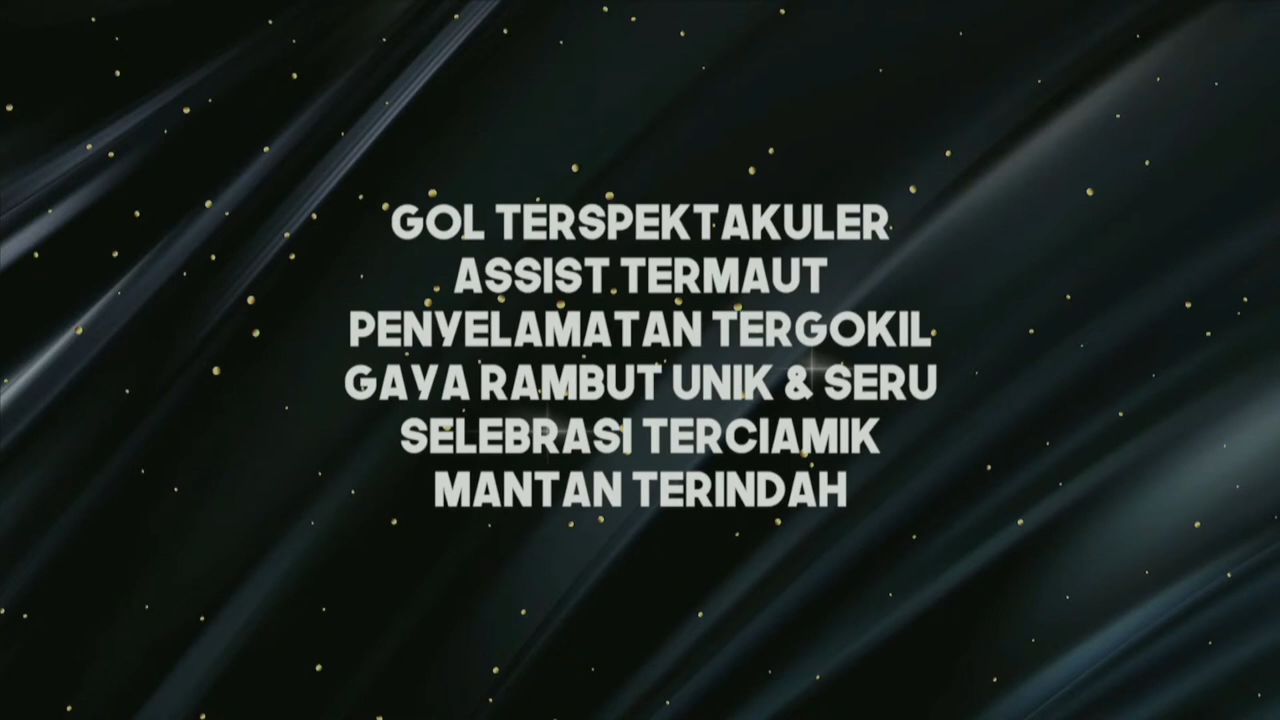 GOL TERSPEKTAKULER
ASSIST TERMAUT
PENYELAMATAN TERGOKIL
GAYA RAMBUT UNIK & SERU
SELEBRASI TERCIAMIK
MANTAN TERINDAH